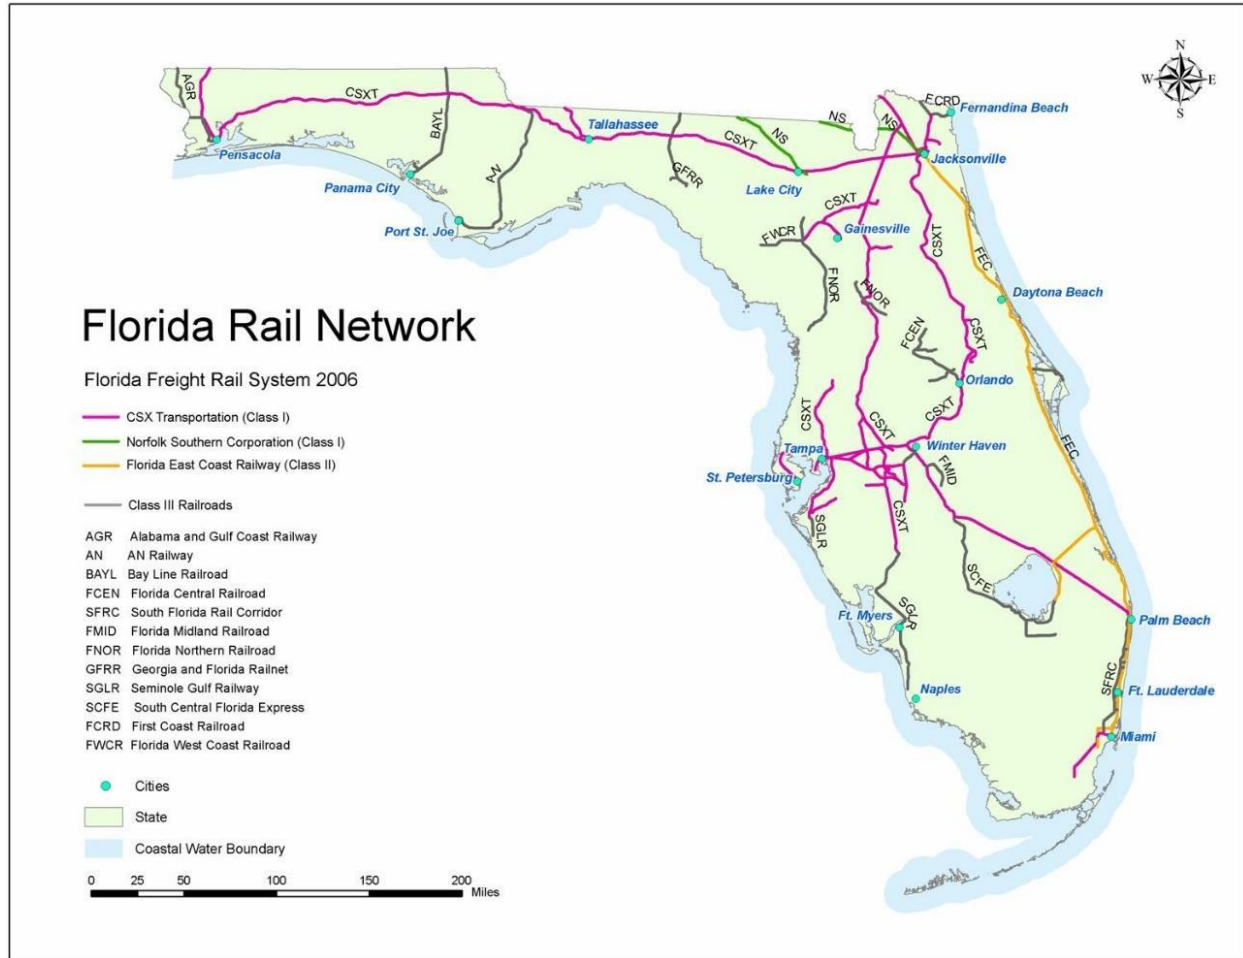 N
W E
S
AGR
CSXT
BAYL
Tallahassee
CSXT
NS
NS
NS
FCRD
Fernandina Beach
Pensacola
Panama City
AN
GFRR
Lake City
Jacksonville
Port St. Joe
CSXT
Gainesville
FWCR
FNOR
FNOR
CSXT
FEC
Daytona Beach
Florida Rail Network
Florida Freight Rail System 2006
FCEN
CSXT
Orlando
CSX Transportation (Class I)
Norfolk Southern Corporation (Class I)
Florida East Coast Railway (Class II)
Class III Railroads
CSXT
CSXT
CSXT
Tampa
Winter Haven
FEC
St. Petersburg
FMID
SGLR
CSXT
SCFE
Ft. Myers
SGLR
Palm Beach
Naples
SFRC
Ft. Lauderdale
Miami
AGR Alabama and Gulf Coast Railway
AN AN Railway
BAYL Bay Line Railroad
FCEN Florida Central Railroad
SFRC South Florida Rail Corridor
FMID Florida Midland Railroad
FNOR Florida Northern Railroad
GFRR Georgia and Florida Railnet
SGLR Seminole Gulf Railway
SCFE South Central Florida Express
FCRD First Coast Railroad
FWCR Florida West Coast Railroad
Cities
State
Coastal Water Boundary
0 25 50 100 150 200
Miles